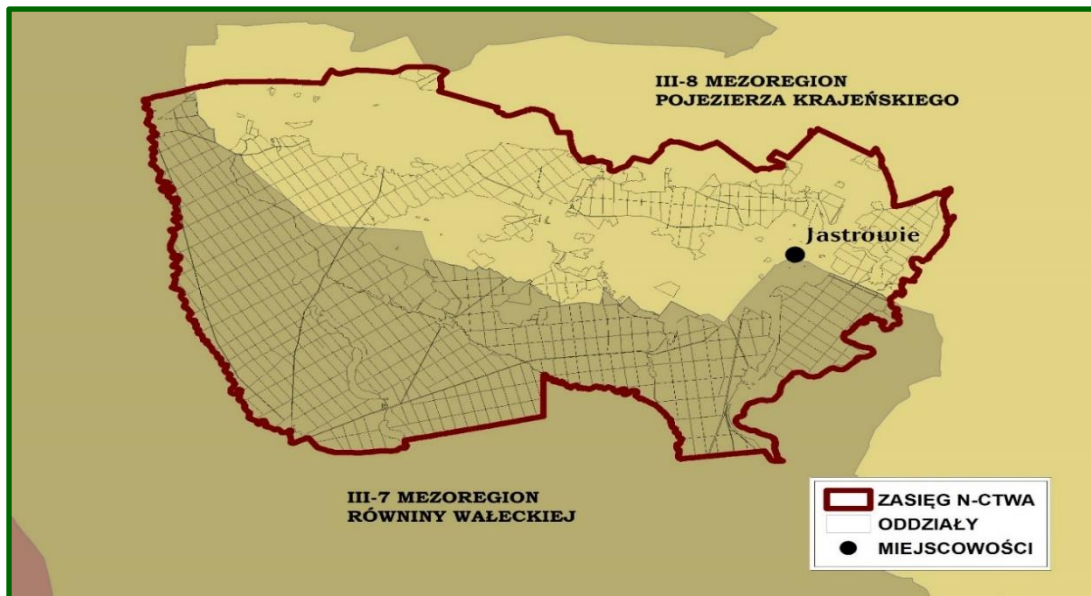 III-8 MEZOREGION
POJEZIERZA KRAJEŃSKIEGO
Jastrowie
III-7 MEZOREGION
RÓWNINY WAŁECKIEJ
ZASIĘG N-CTWA
ODDZIAŁY
MIEJSCOWOŚCI